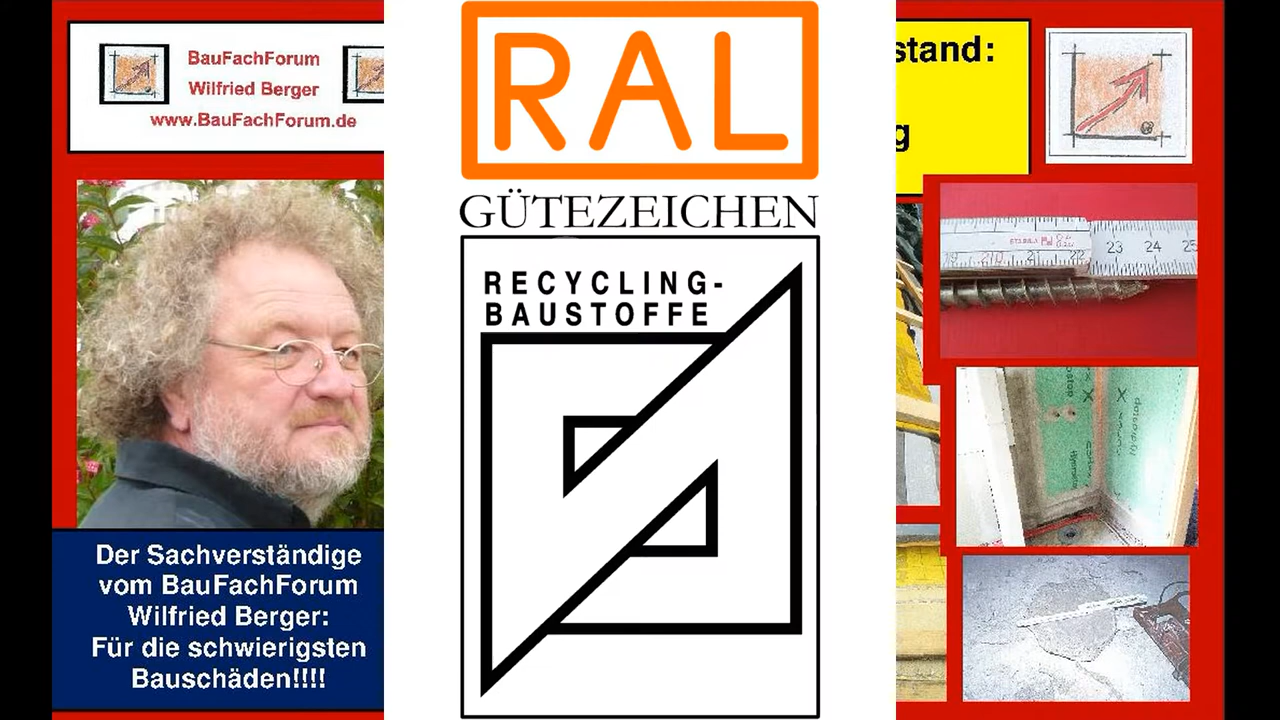 BauFachForum
Wilfried Berger
www.BauFachForum.de
Der Sachverständige
vom BauFachForum
Wilfried Berger:
Für die schwierigsten
Bauschäden!!!!
RAL
GÜTEZEICHEN
RECYCLING-
BAUSTOFFE
stand:
g
23 24 25